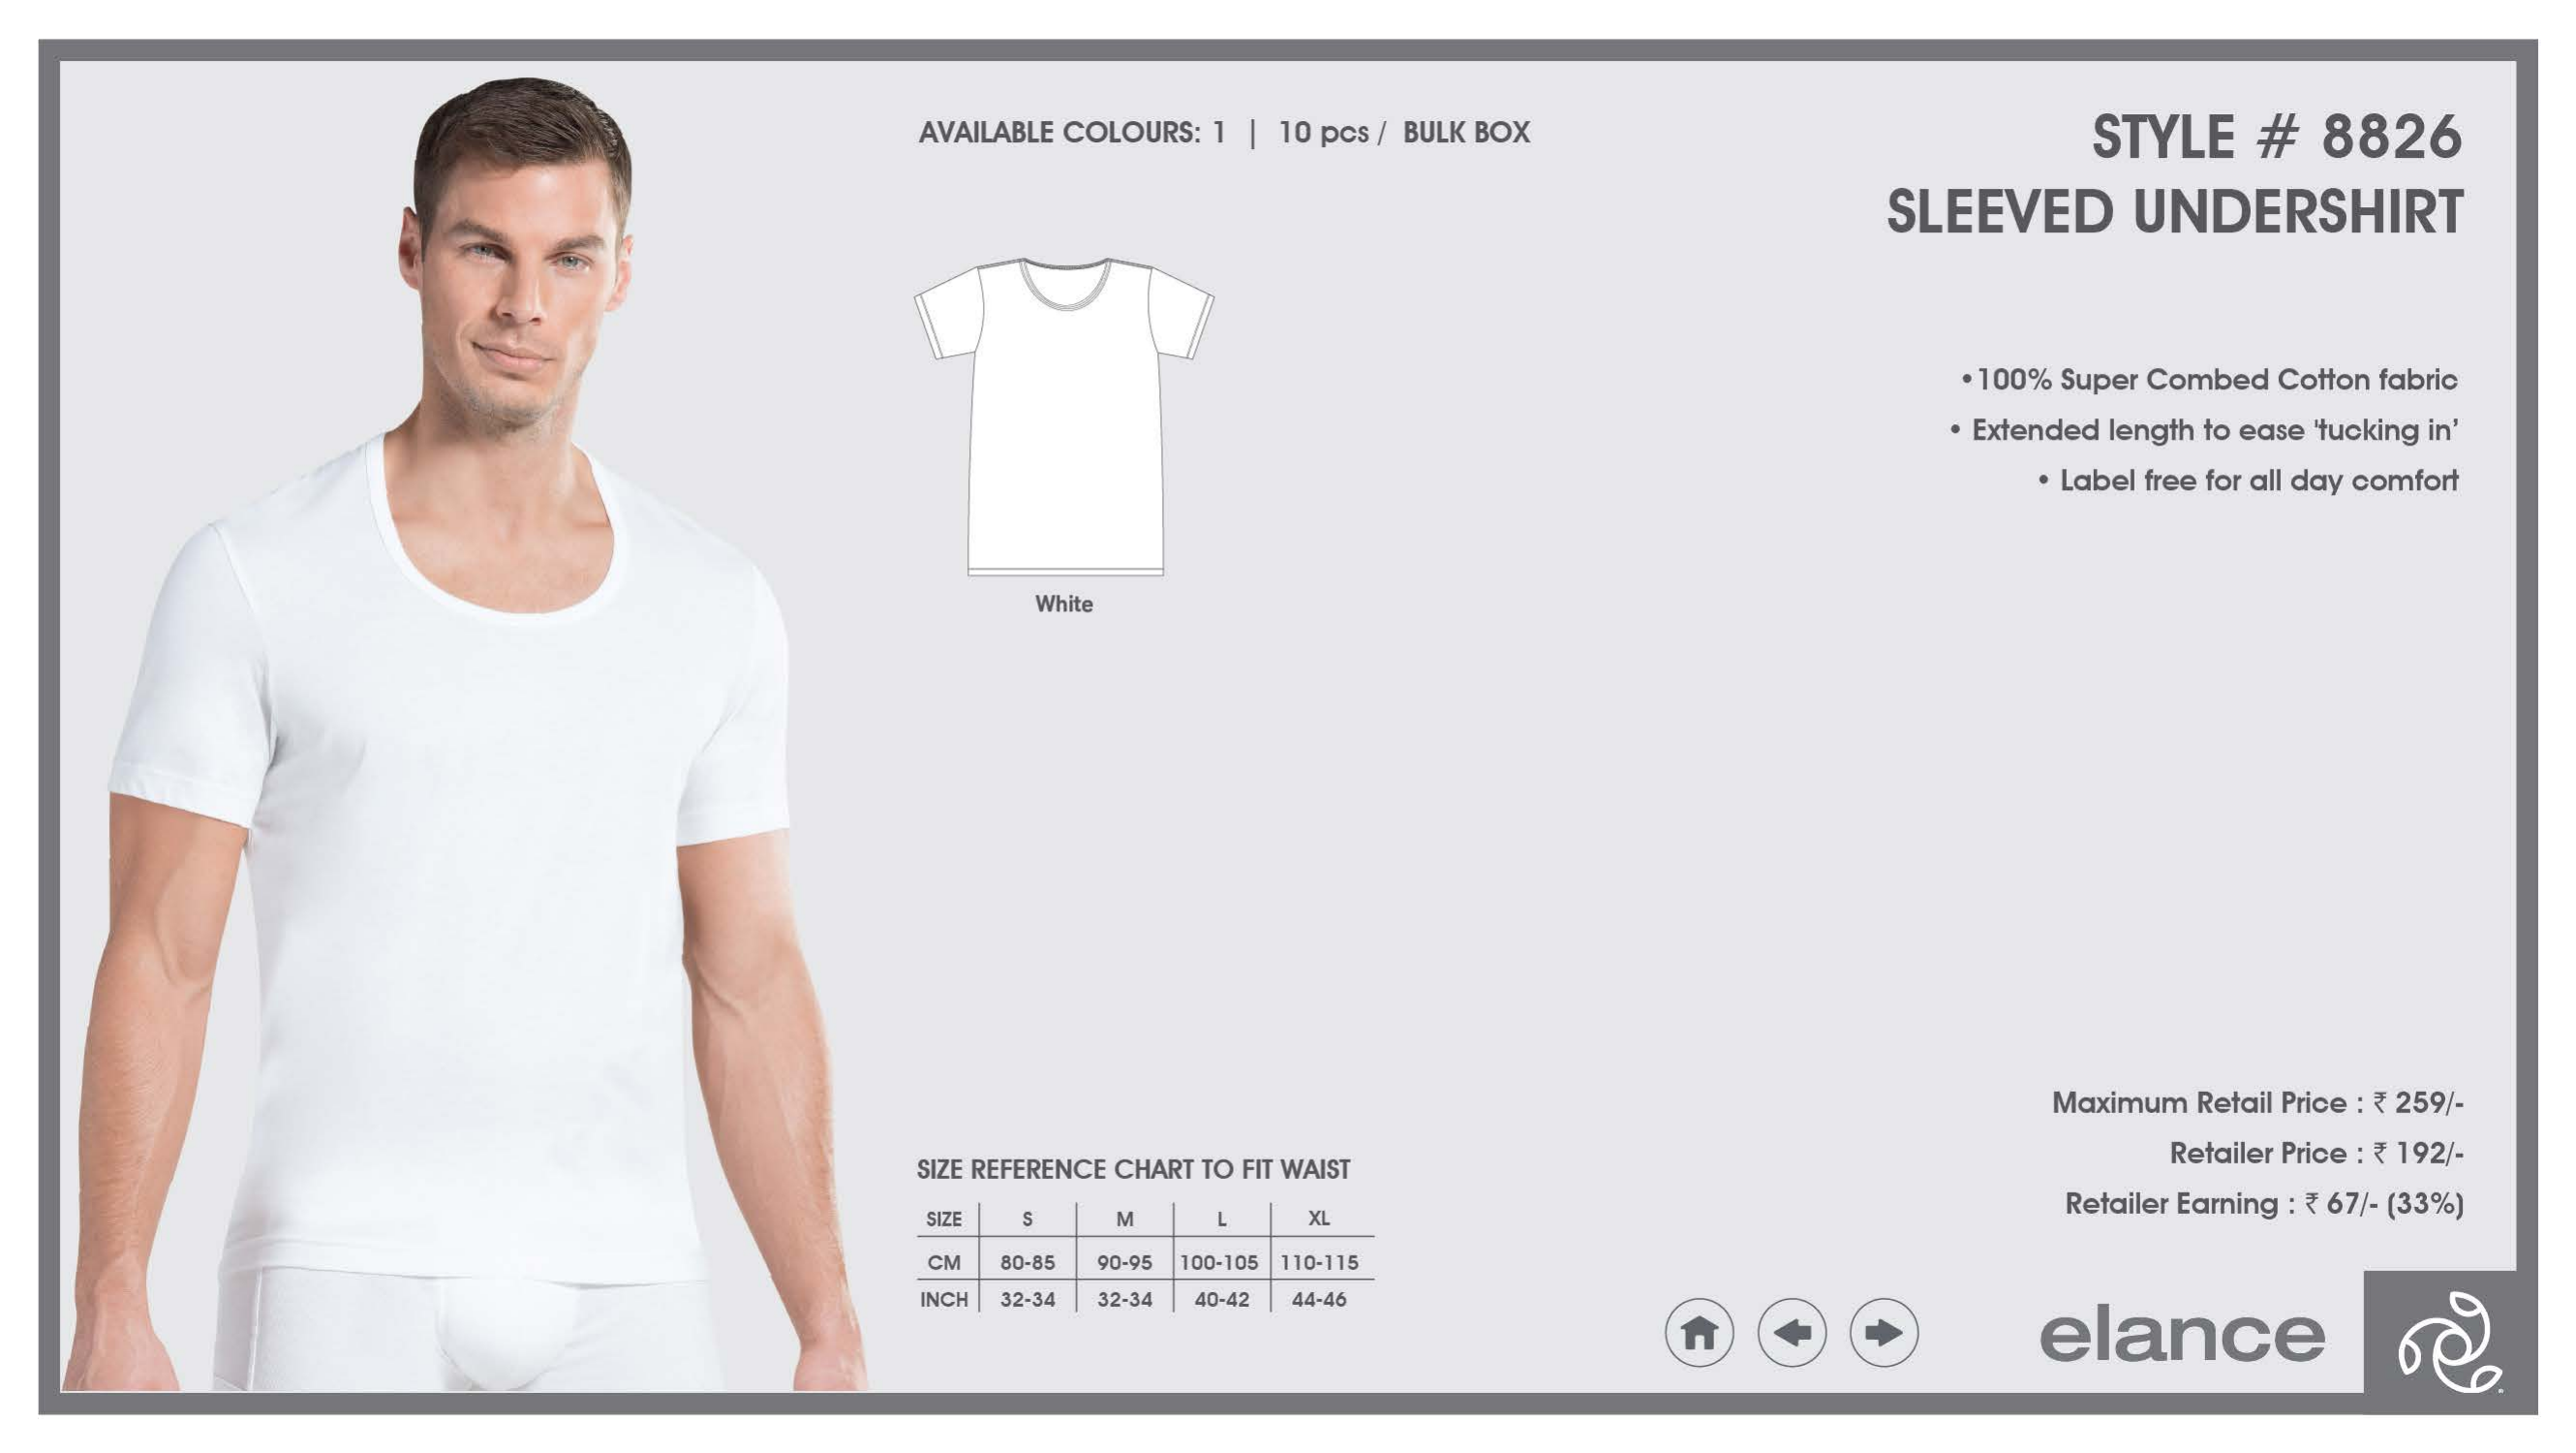 AVAILABLE COLOURS: 1 | 10 pcs / BULK BOX
STYLE # 8826
SLEEVED UNDERSHIRT
•100% Super Combed Cotton fabric
• Extended length to ease 'tucking in’
• Label free for all day comfort
White
Maximum Retail Price : ₹ 259/-
Retailer Price : ₹ 192/-
Retailer Earning : ₹ 67/- (33%)
SIZE REFERENCE CHART TO FIT WAIST
SIZE S M L XL
CM 80-85 90-95 100-105 110-115
INCH 32-34 32-34 40-42 44-46
elance